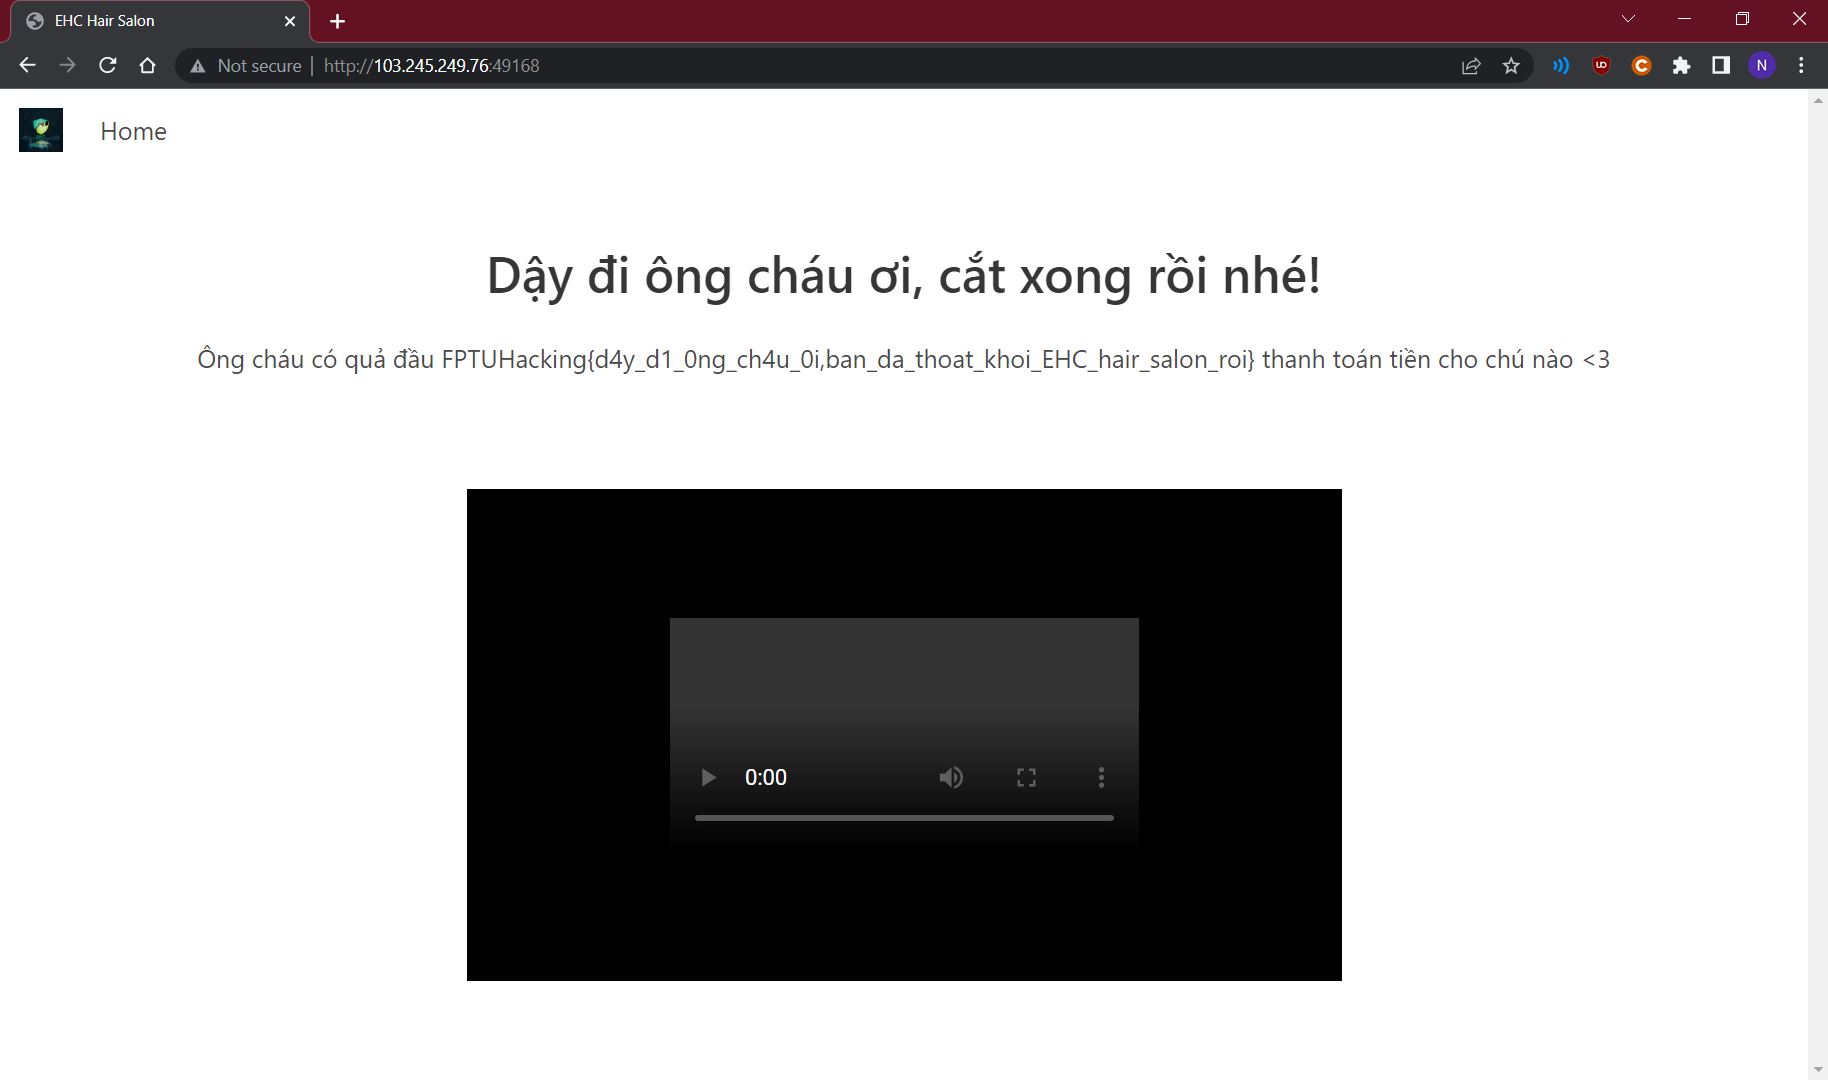 EHC Hair Salon
Not secure | http://103.245.249.76:49168
N
Home
Dậy đi ông cháu ơi, cắt xong rồi nhé!
Ông cháu có quả đầu FPTUHacking{d4y_d1_0ng_ch4u_0i,ban_da_thoat_khoi_EHC_hair_salon_roi} thanh toán tiền cho chú nào <3
0:00